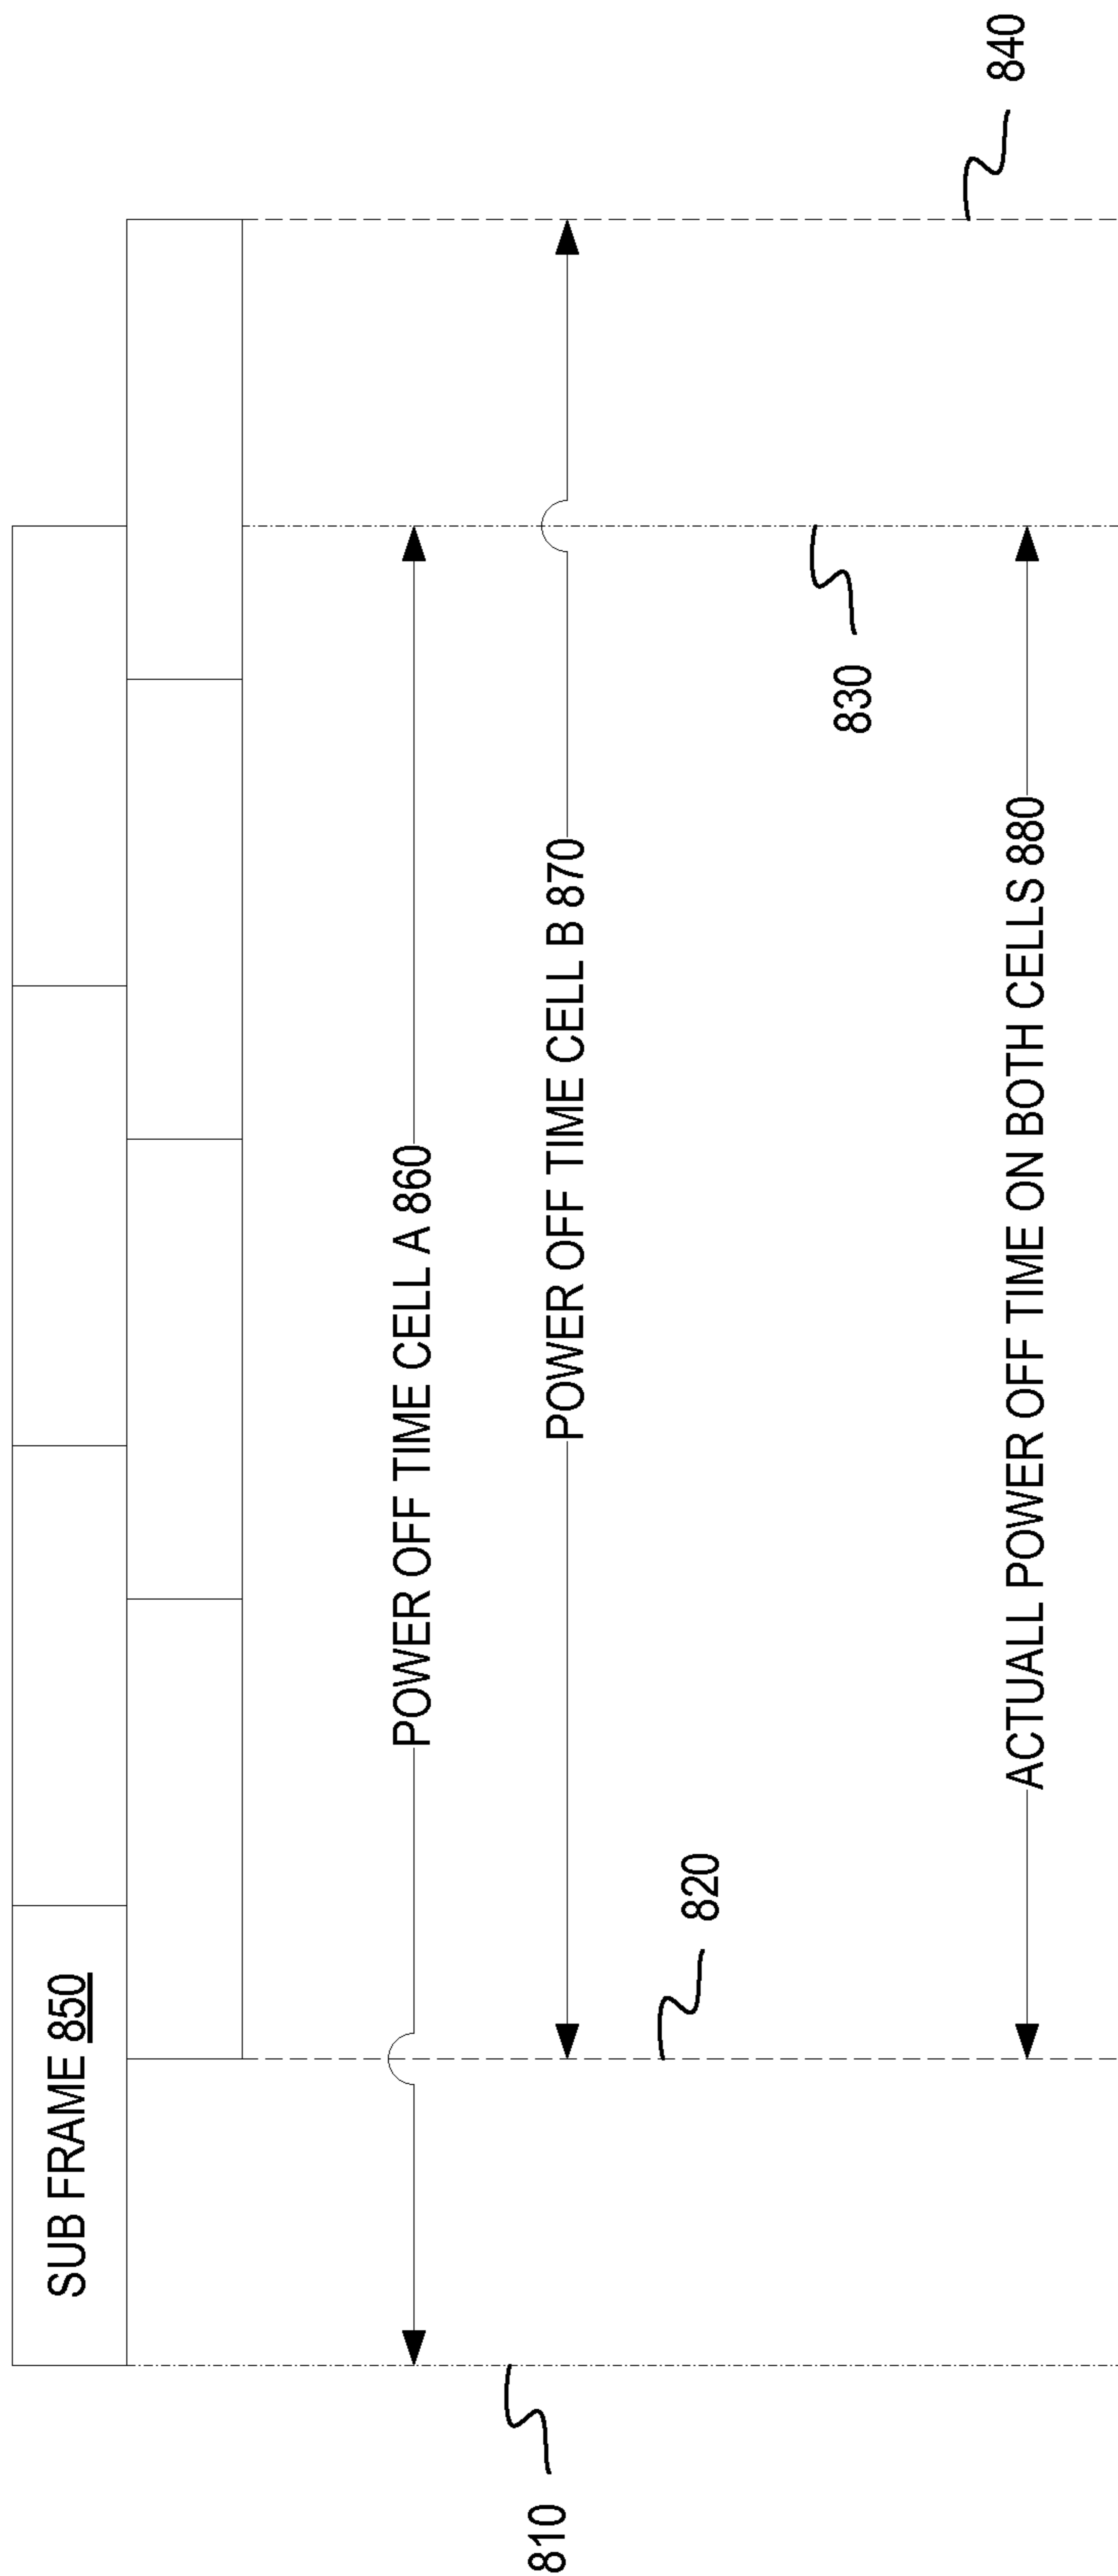 SUB FRAME 850
POWER OFF TIME CELL A 860
POWER OFF TIME CELL B 870
810
820
830
840
ACTUALL POWER OFF TIME ON BOTH CELLS 880